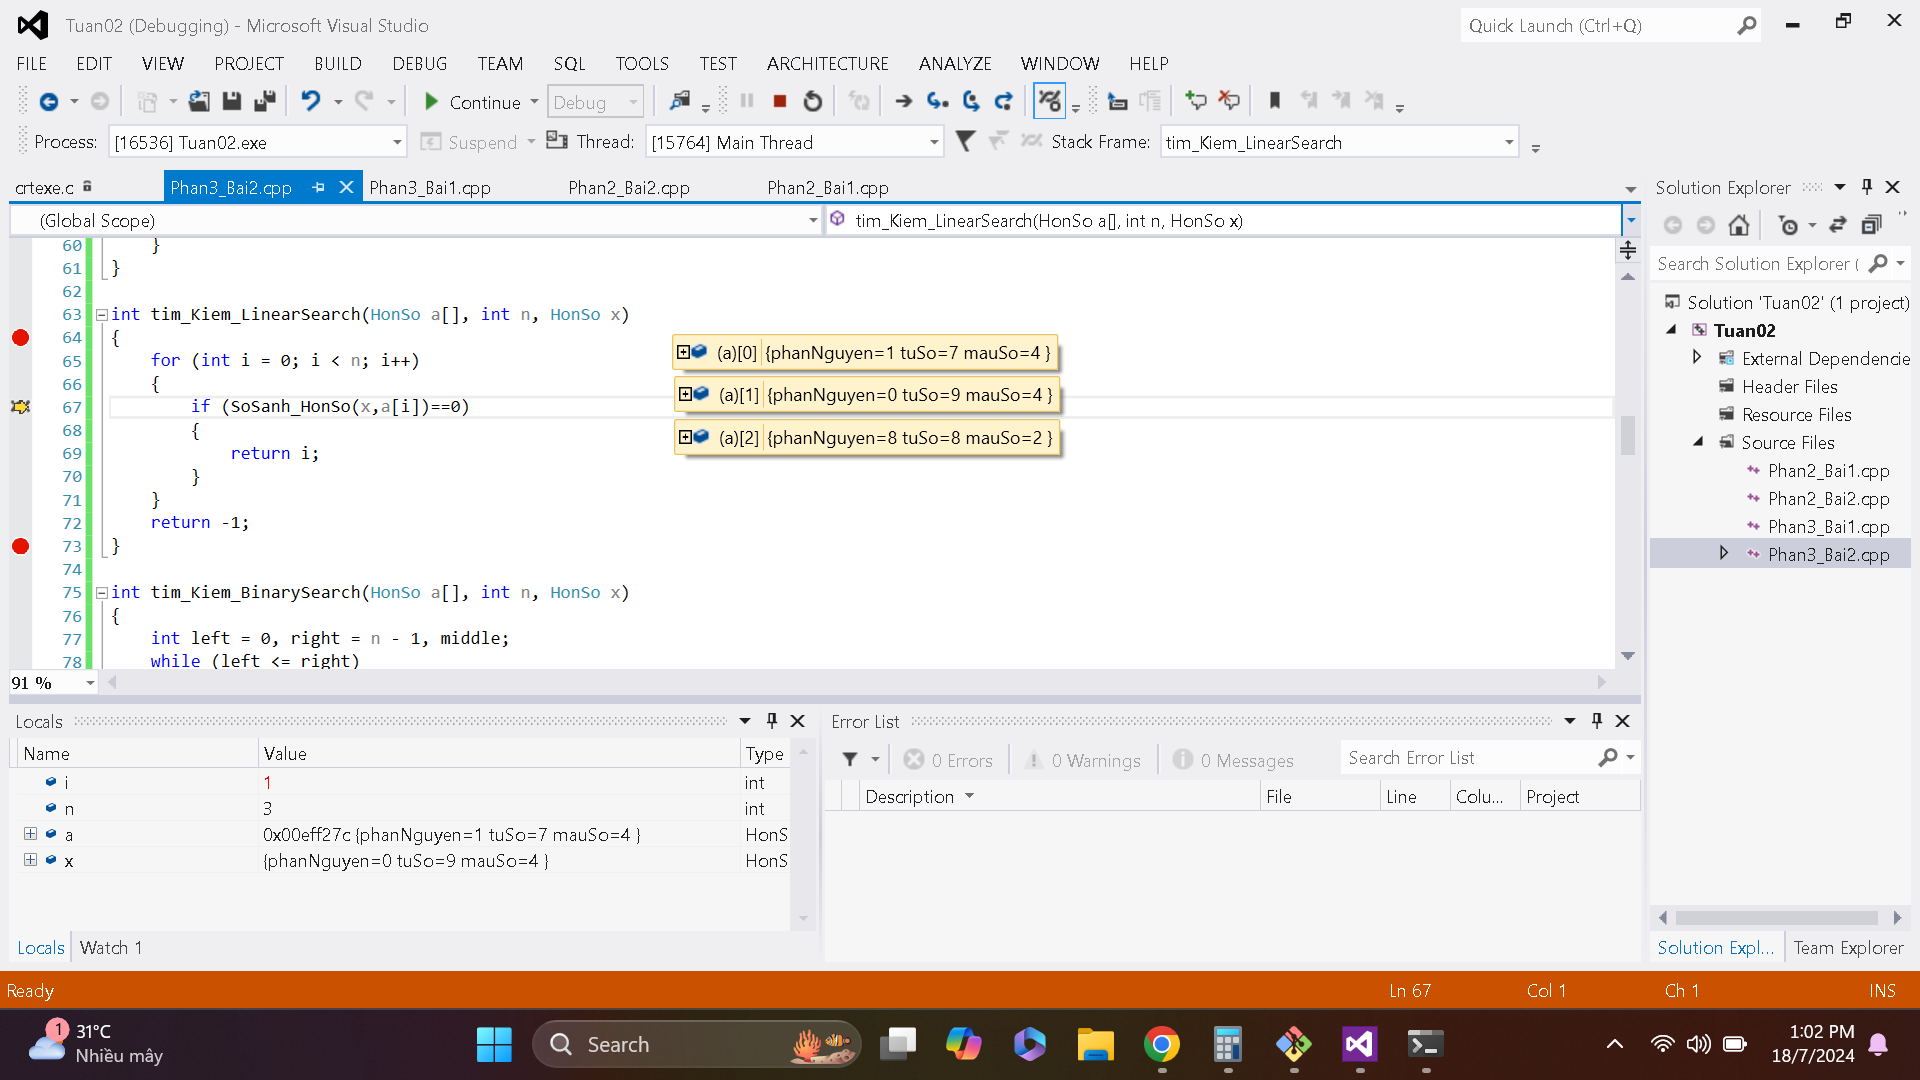 Tuan02 (Debugging) - Microsoft Visual Studio
Quick Launch (Ctrl+Q)
FILE EDIT VIEW PROJECT BUILD DEBUG TEAM SQL TOOLS TEST ARCHITECTURE ANALYZE WINDOW HELP
Continue Debug
Process: [16536] Tuan02.exe Suspend Thread: [15764] Main Thread Stack Frame: tim_Kiem_LinearSearch
crtexe.c Phan3_Bai2.cpp Phan3_Bai1.cpp Phan2_Bai2.cpp Phan2_Bai1.cpp
(Global Scope) tim_Kiem_LinearSearch(HonSo a[], int n, HonSo x)
60 }
61 }
62
63 int tim_Kiem_LinearSearch(HonSo a[], int n, HonSo x)
64 {
65 for (int i = 0; i < n; i++)
66 {
67 if (SoSanh_HonSo(x,a[i])==0)
68 {
69 return i;
70 }
71 }
72 return -1;
73 }
74
75 int tim_Kiem_BinarySearch(HonSo a[], int n, HonSo x)
76 {
77 int left = 0, right = n - 1, middle;
78 while (left <= right)
(a)[0] {phanNguyen=1 tuSo=7 mauSo=4 }
(a)[1] {phanNguyen=0 tuSo=9 mauSo=4 }
(a)[2] {phanNguyen=8 tuSo=8 mauSo=2 }
91 %
Solution Explorer
Search Solution Explorer (
Solution 'Tuan02' (1 project)
Tuan02
External Dependencie
Header Files
Resource Files
Source Files
Phan2_Bai1.cpp
Phan2_Bai2.cpp
Phan3_Bai1.cpp
Phan3_Bai2.cpp
Solution Expl... Team Explorer
Locals
Name Value Type
i 1 int
n 3 int
a 0x00eff27c {phanNguyen=1 tuSo=7 mauSo=4 } HonS
x {phanNguyen=0 tuSo=9 mauSo=4 } HonS
Locals Watch 1
Error List
0 Errors 0 Warnings 0 Messages Search Error List
Description File Line Colu... Project
Ready Ln 67 Col 1 Ch 1 INS
1
31°C
Nhiều mây
Search
1:02 PM
18/7/2024